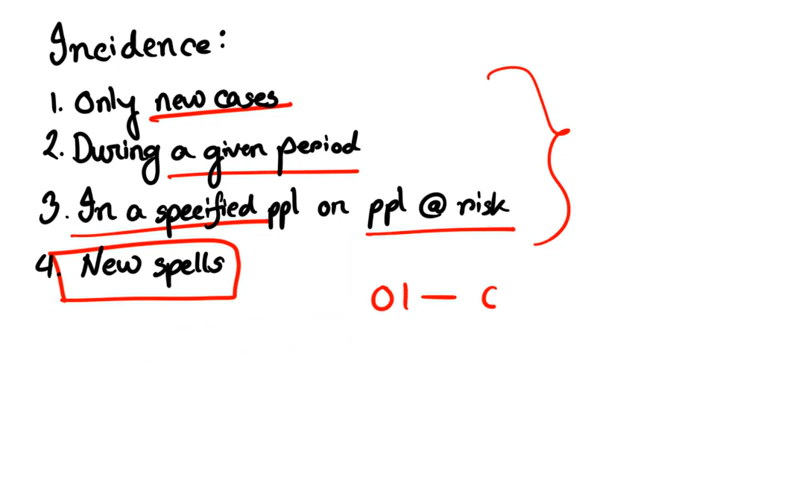 Incidence:
1. Only new cases
2. During a given period
3. In a specified ppl on ppl @ risk
4. New spells
01 — C